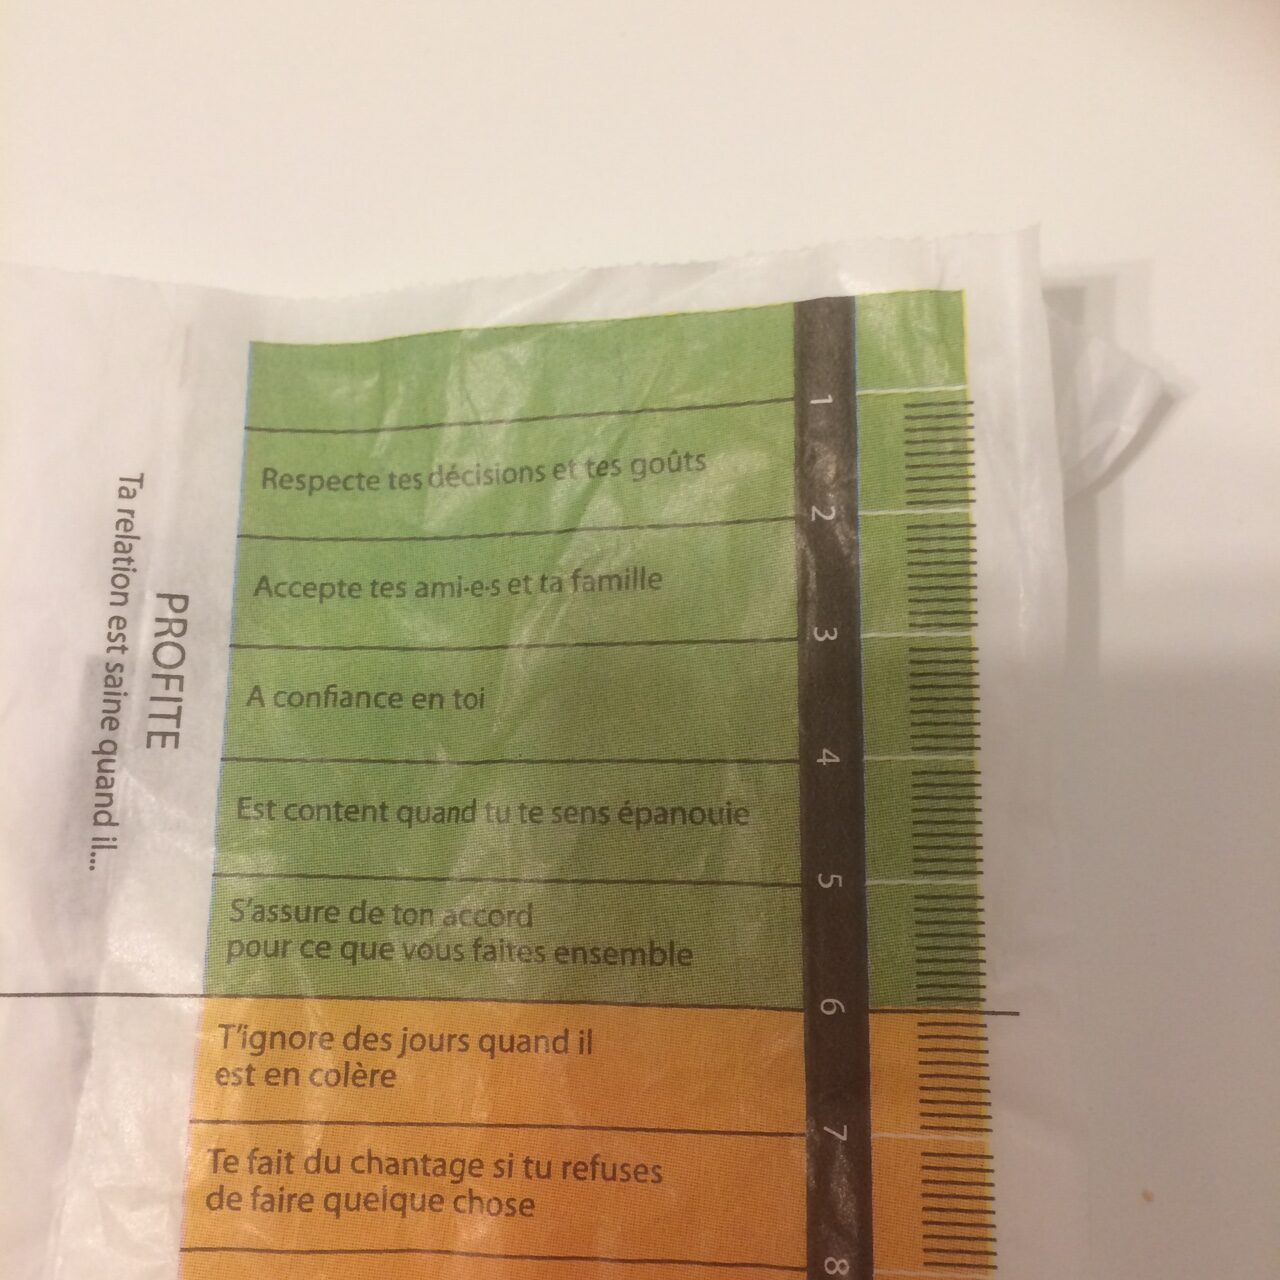 PROFITE
Ta relation est saine quand il...
1
Respecte tes décisions et tes goûts
2
Accepte tes ami·e·s et ta famille
3
A confiance en toi
4
Est content quand tu te sens épanouie
5
S'assure de ton accord
pour ce que vous faites ensemble
6
T'ignore des jours quand il
est en colère
7
Te fait du chantage si tu refuses
de faire quelque chose
8